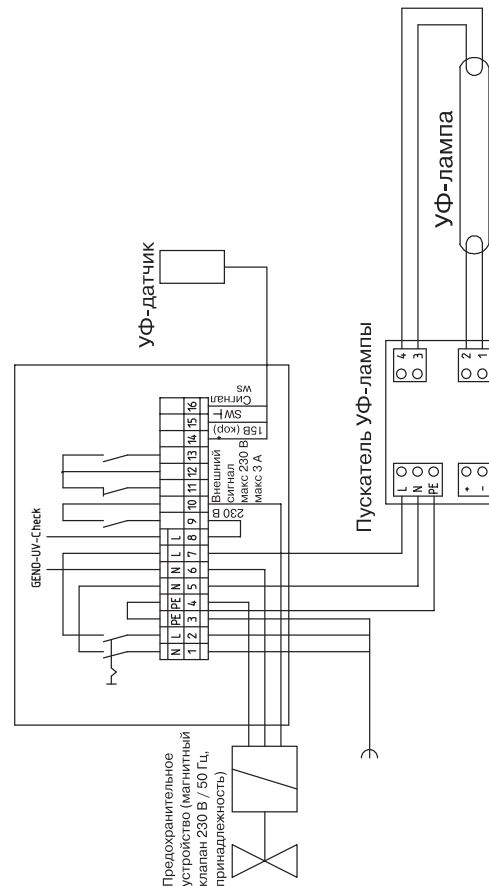 GENO-UV-Check
УФ-датчик
УФ-лампа
Пускатель УФ-лампы
Предохранительное
устройство (магнитный
клапан 230 В / 50 Гц,
принадлежность)
N L PE PE N N L L
1 2 3 4 5 6 7 8 9 10 11 12 13 14 15 16
230 В
Внешний
сигнал
макс 230 В
макс 3 А
15В (кор)
+
SW
Сигнал
ws
L
N
PE
+
-
4
3
2
1